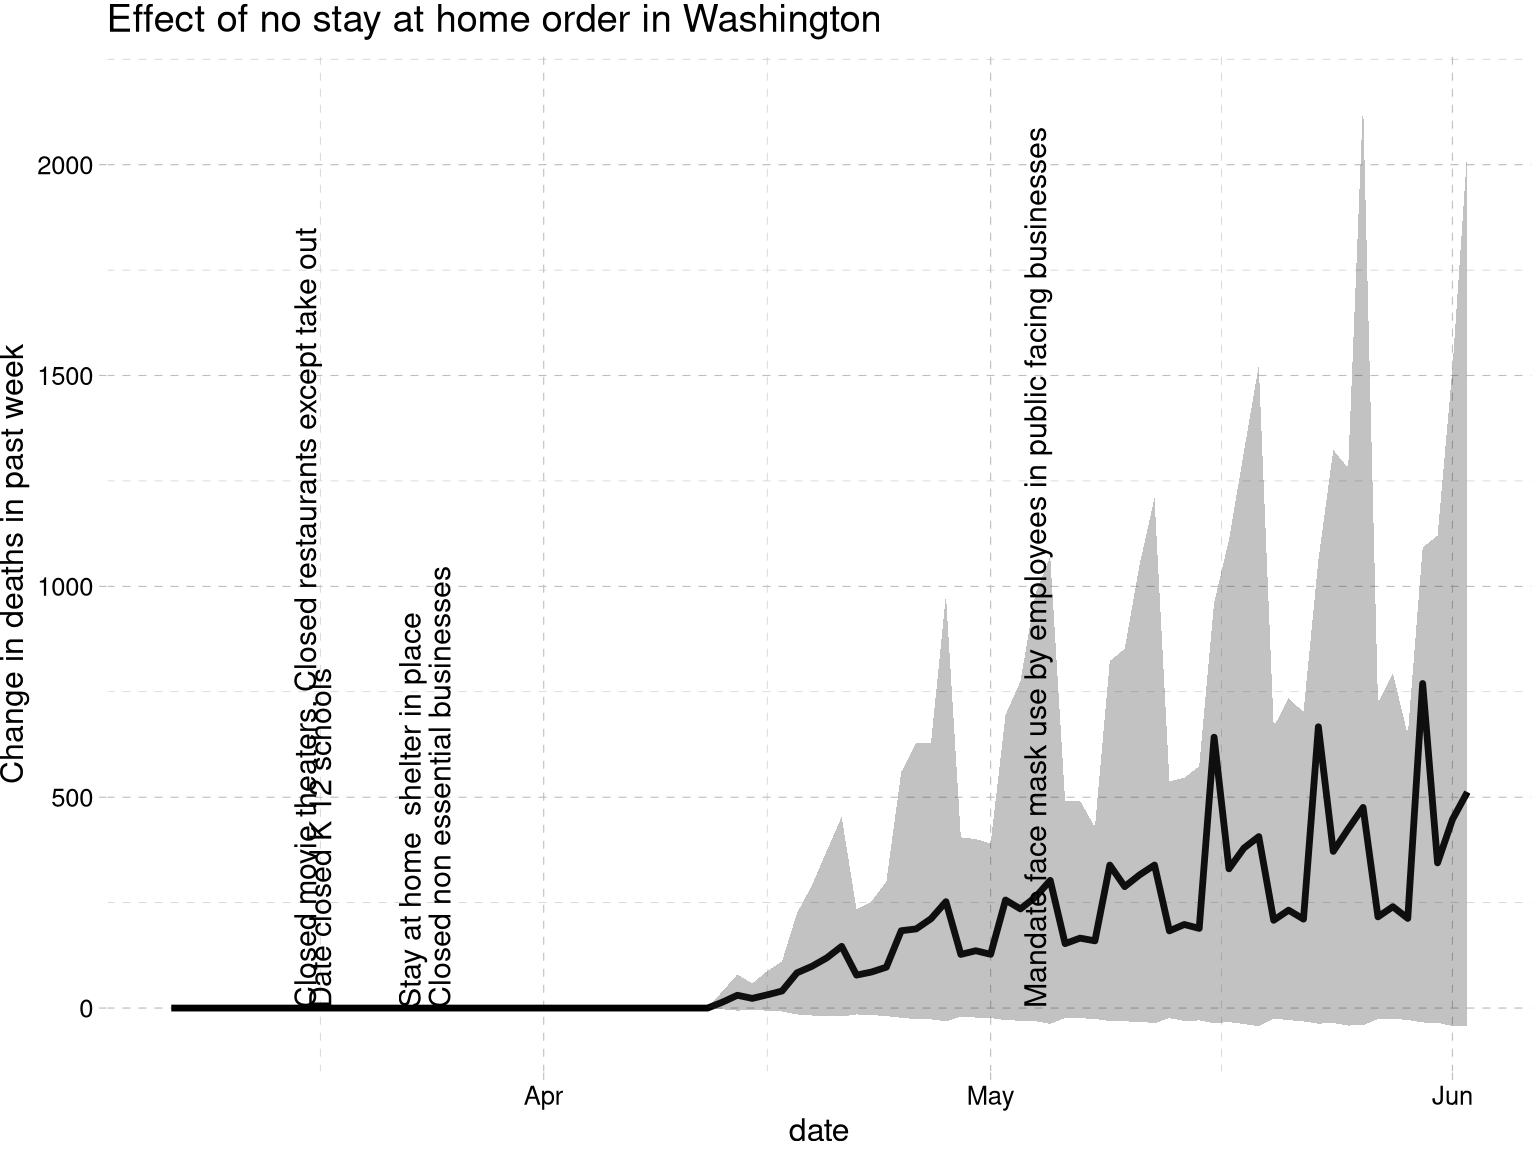 Effect of no stay at home order in Washington
Change in deaths in past week
2000
1500
1000
500
0
Closed movie theaters, Closed restaurants except take out
Date closed K 12 schools
Stay at home  shelter in place
Closed non essential businesses
Mandate face mask use by employees in public facing businesses
Apr
May
Jun
date